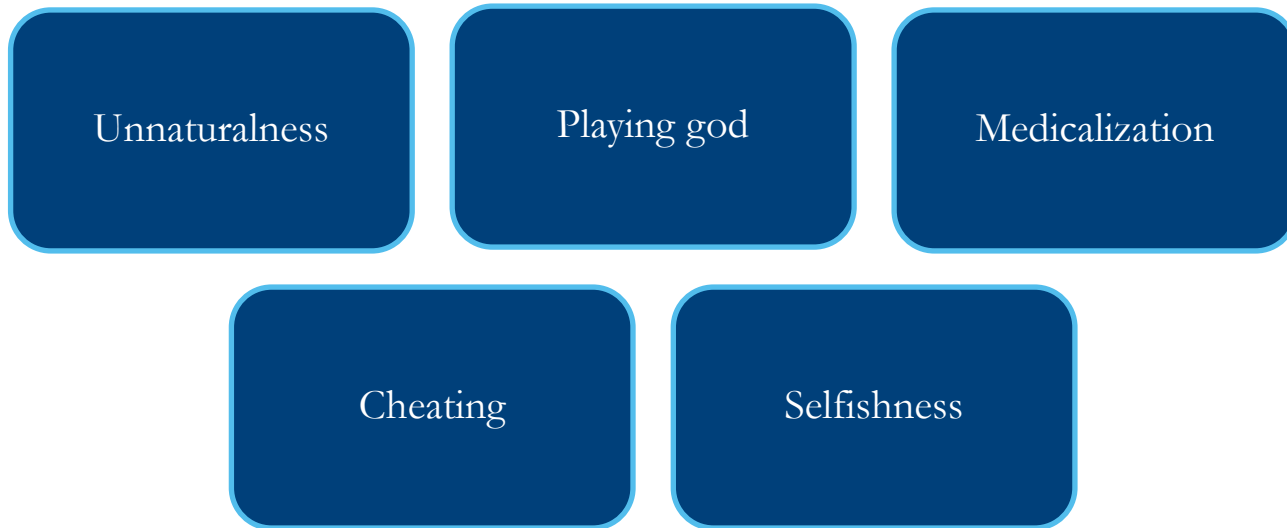 Unnaturalness
Playing god
Medicalization
Cheating
Selfishness